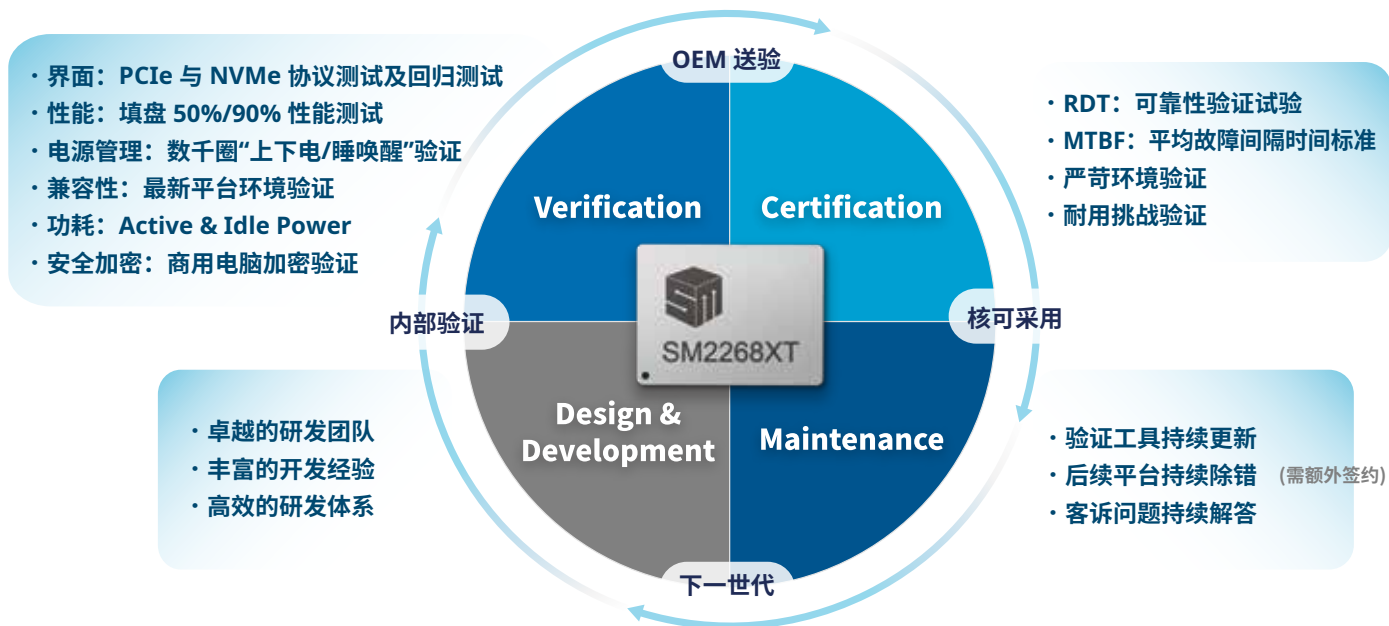 OEM 送验
· 界面：PCIe 与 NVMe 协议测试及回归测试
· 性能：填盘 50%/90% 性能测试
· 电源管理：数千圈“上下电/睡唤醒”验证
· 兼容性：最新平台环境验证
· 功耗：Active & Idle Power
· 安全加密：商用电脑加密验证
Verification
Certification
· RDT：可靠性验证试验
· MTBF：平均故障间隔时间标准
· 严苛环境验证
· 耐用挑战验证
内部验证
SM
SM2268XT
核可采用
· 卓越的研发团队
· 丰富的开发经验
· 高效的研发体系
Design &
Development
Maintenance
· 验证工具持续更新
· 后续平台持续除错 (需额外签约)
· 客诉问题持续解答
下一世代